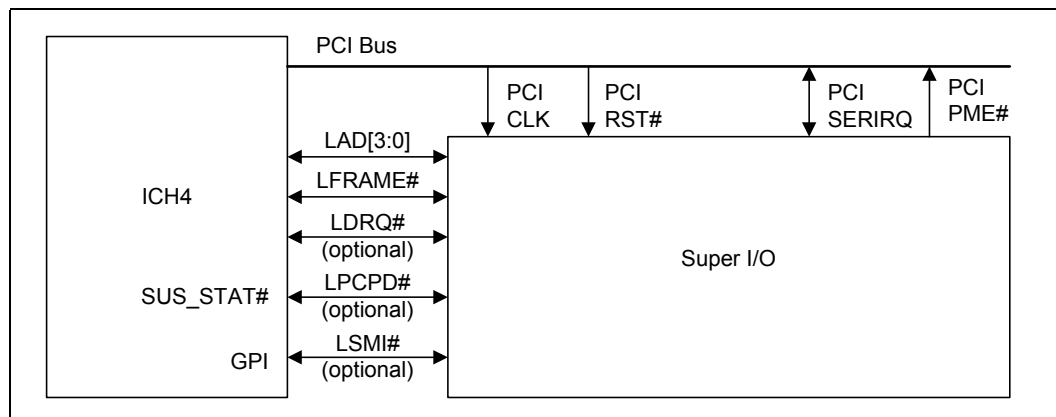 PCI Bus
PCI
CLK
PCI
RST#
PCI
SERIRQ
PCI
PME#
LAD[3:0]
LFRAME#
LDRQ#
(optional)
LPCPD#
(optional)
LSMI#
(optional)
ICH4
SUS_STAT#
GPI
Super I/O